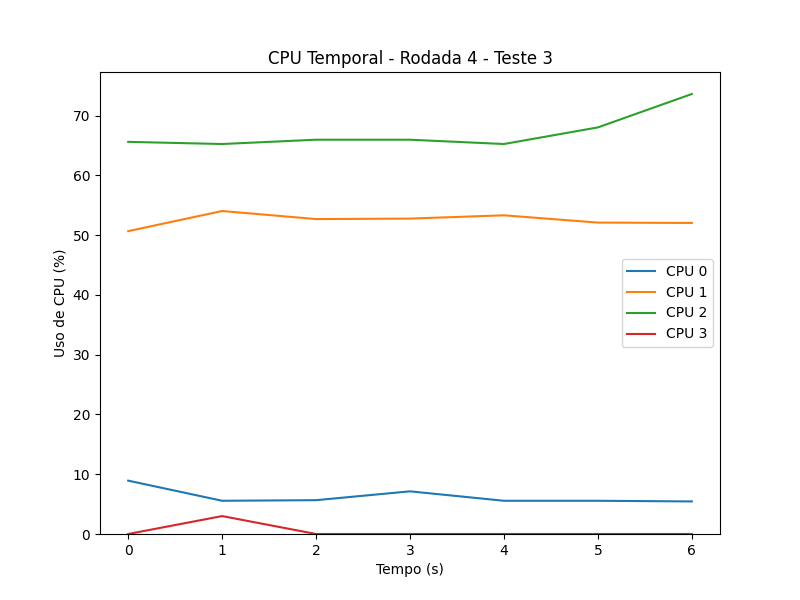 CPU Temporal - Rodada 4 - Teste 3
Uso de CPU (%)
70
60
50
40
30
20
10
0
CPU 0
CPU 1
CPU 2
CPU 3
0 1 2 3 4 5 6
Tempo (s)